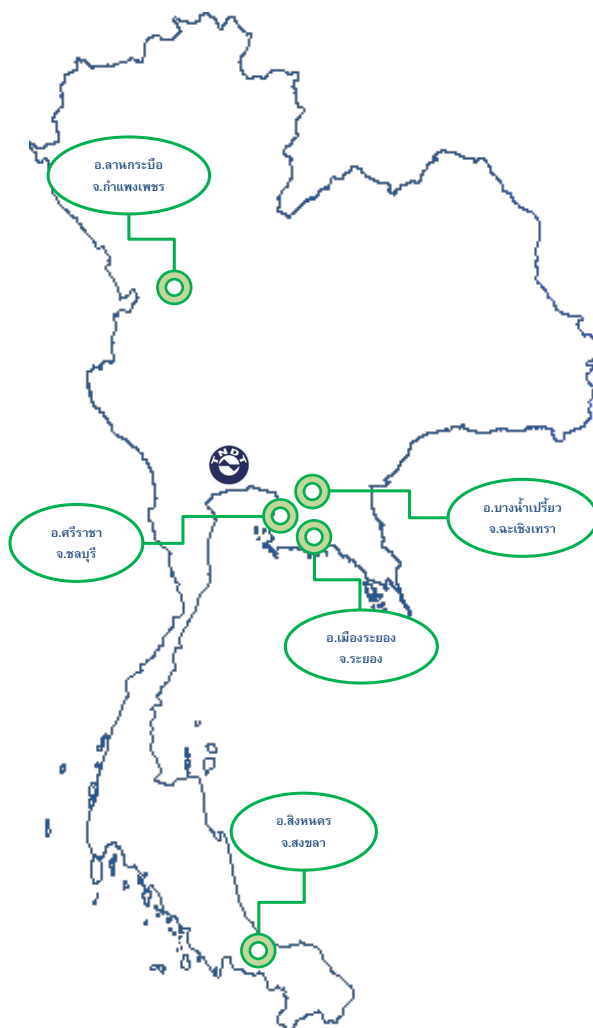 อ.ลานกระบือ
จ.กำแพงเพชร
TNDT
อ.บางน้ำเปรี้ยว
จ.ฉะเชิงเทรา
อ.ศรีราชา
จ.ชลบุรี
อ.เมืองระยอง
จ.ระยอง
อ.สิงหนคร
จ.สงขลา